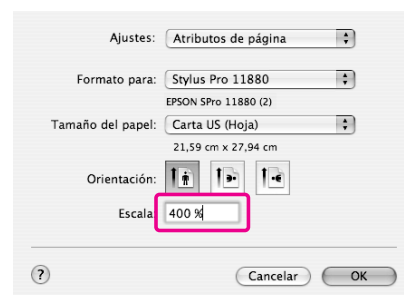 Ajustes: Atributos de página
Formato para: Stylus Pro 11880
EPSON SPro 11880 (2)
Tamaño del papel: Carta US (Hoja)
21,59 cm x 27,94 cm
Orientación:
Escala: 400 %
? Cancelar OK